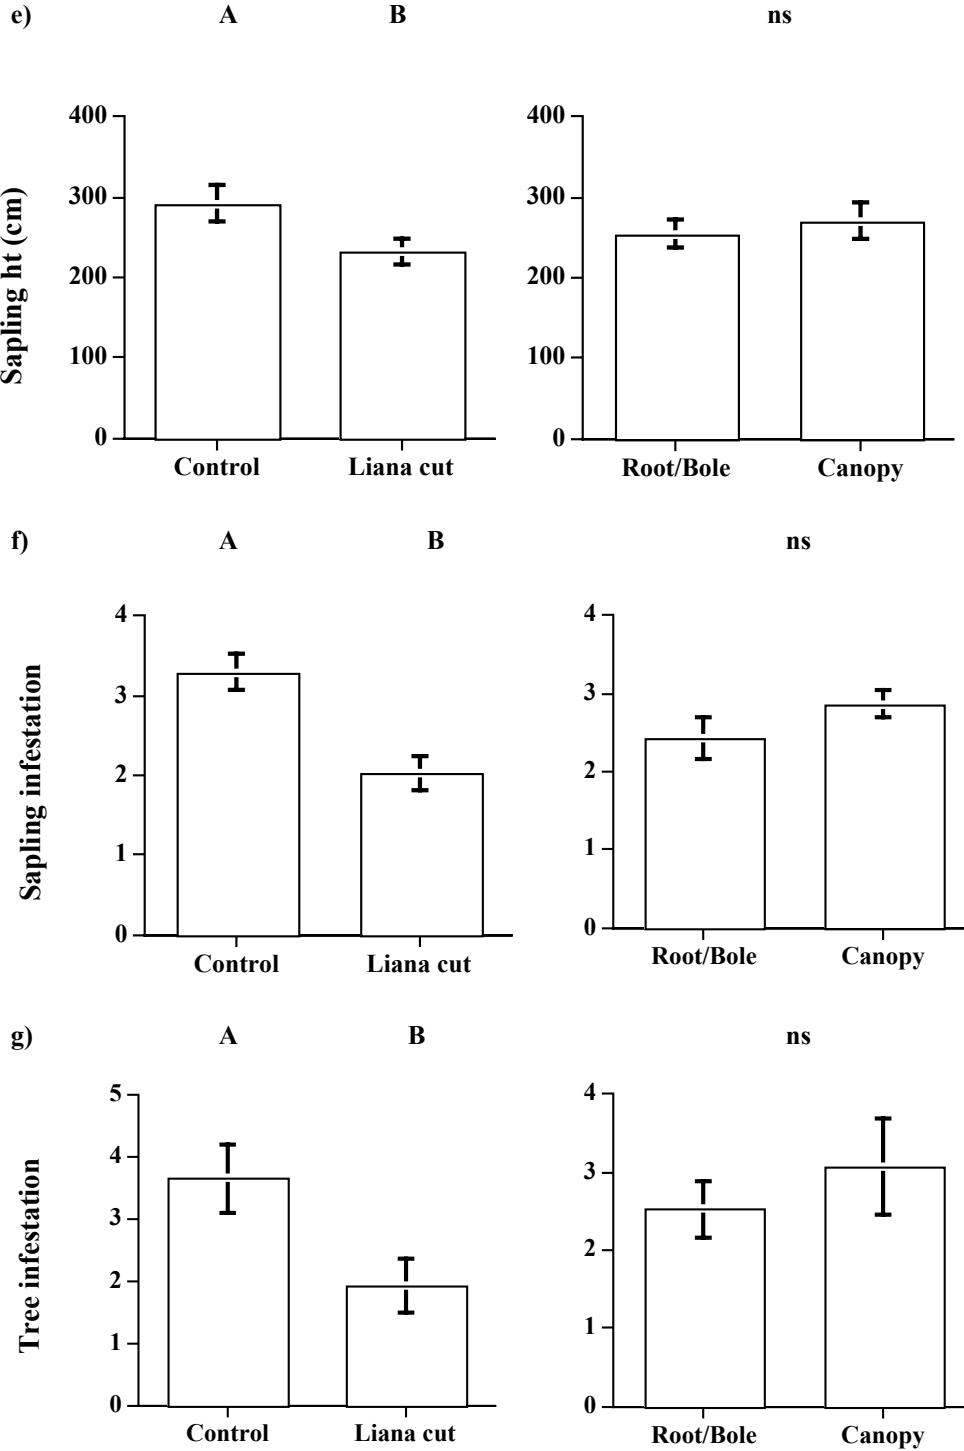 e) A B ns
400 400
300 300
200 200
100 100
0 0
Sapling ht (cm)
Control Liana cut Root/Bole Canopy
f) A B ns
4 4
3 3
2 2
1 1
0 0
Sapling infestation
Control Liana cut Root/Bole Canopy
g) A B ns
5 4
4 3
3 2
2 1
1 0
0
Tree infestation
Control Liana cut Root/Bole Canopy